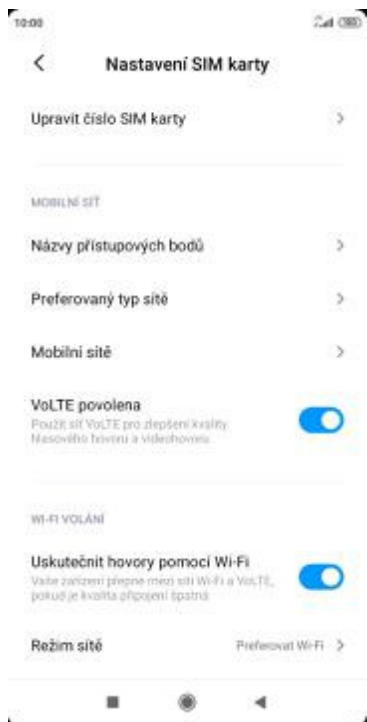 10:00
Nastavení SIM karty
Upravit číslo SIM karty
MOBILNÍ SÍŤ
Názvy přístupových bodů
Preferovaný typ sítě
Mobilní sítě
VoLTE povolena
Použít síť VoLTE pro zlepšení kvality
hlasového hovoru a videohovoru
WI-FI VOLÁNÍ
Uskutečnit hovory pomocí Wi-Fi
Vaše zařízení přepne mezi sítí Wi-Fi a VoLTE,
pokud je kvalita připojení špatná
Režim sítě
Preferovat Wi-Fi